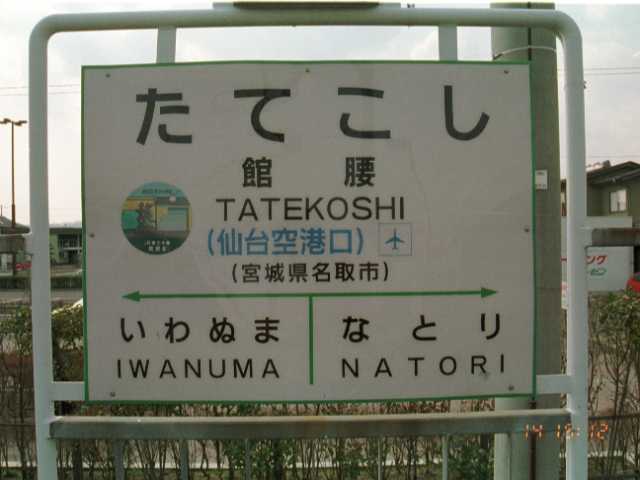 たてこし
館 腰
TATEKOSHI
(仙台空港口)
(宮城県名取市)
いわぬま なとり
IWANUMA NATORI